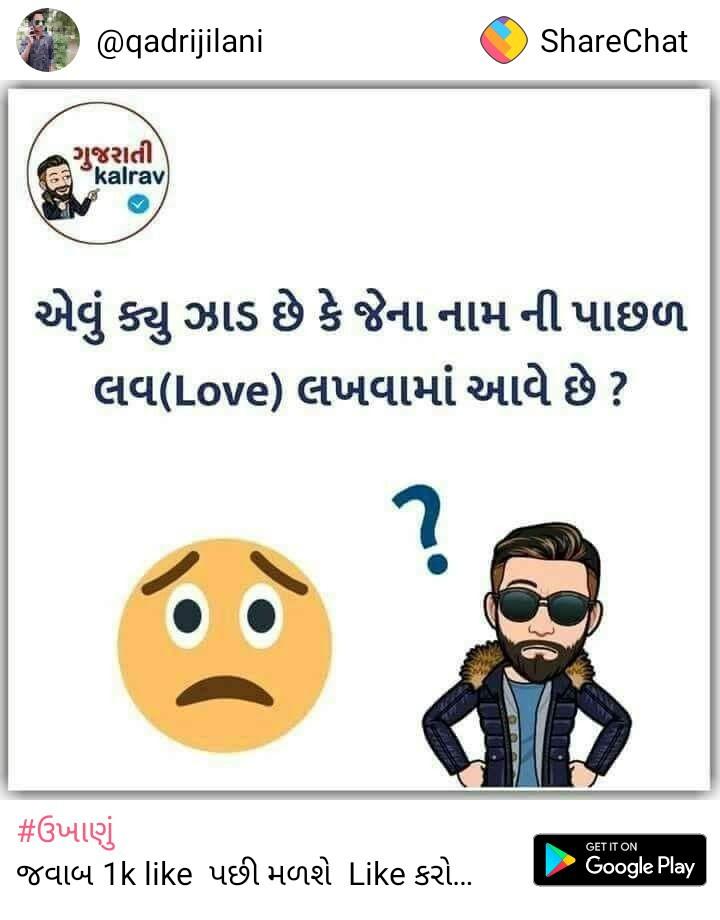 @qadrijilani
ShareChat
ગુજરાતી
kalrav
એવું ક્યુ ઝાડ છે કે જેના નામ ની પાછળ
લવ(Love) લખવામાં આવે છે ?
?
#ઉખાણું
જવાબ 1k like પછી મળશે Like કરો...
GET IT ON
Google Play